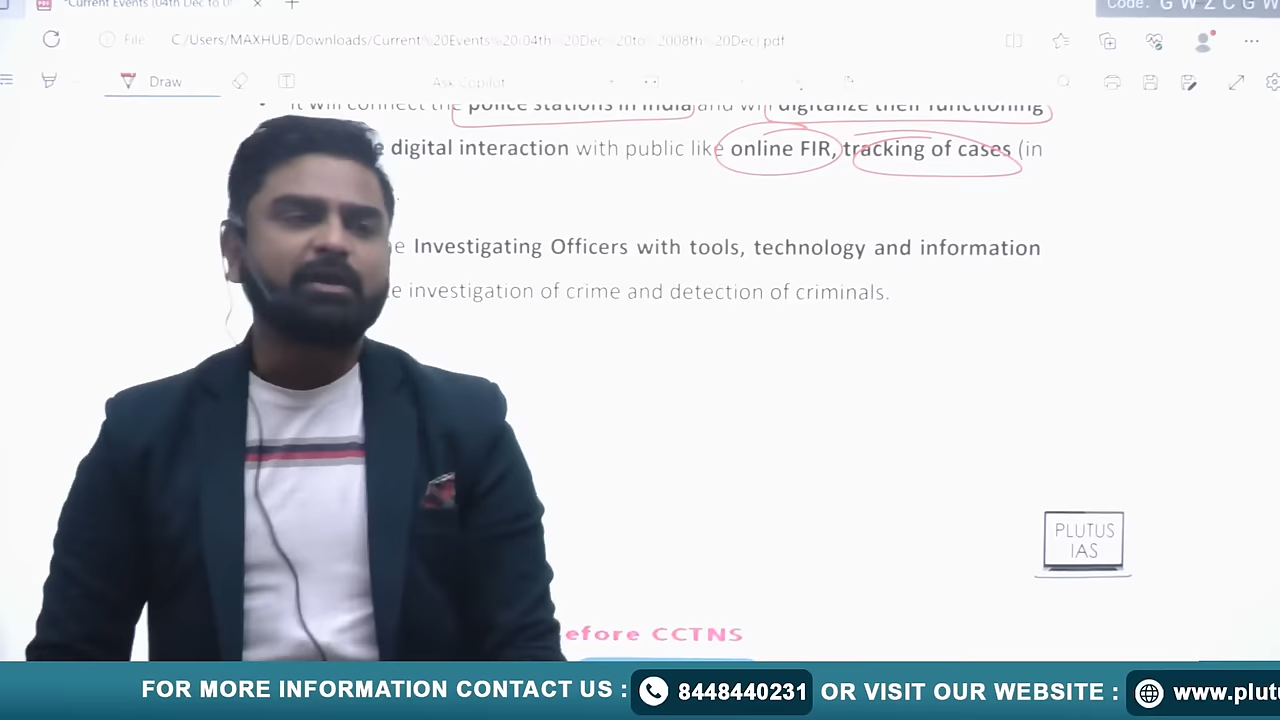 *Current Events (04th Dec to 0
Code: G W Z C G W
File C:/Users/MAXHUB/Downloads/Current%20Events%20(04th%20Dec%20to%2008th%20Dec).pdf
Draw Ask Copilot
It will connect the police stations in India and will digitalize their functioning
digital interaction with public like online FIR, tracking of cases (in
Investigating Officers with tools, technology and information
investigation of crime and detection of criminals.
PLUTUS
IAS
efore CCTNS
FOR MORE INFORMATION CONTACT US : 8448440231 OR VISIT OUR WEBSITE : www.plut